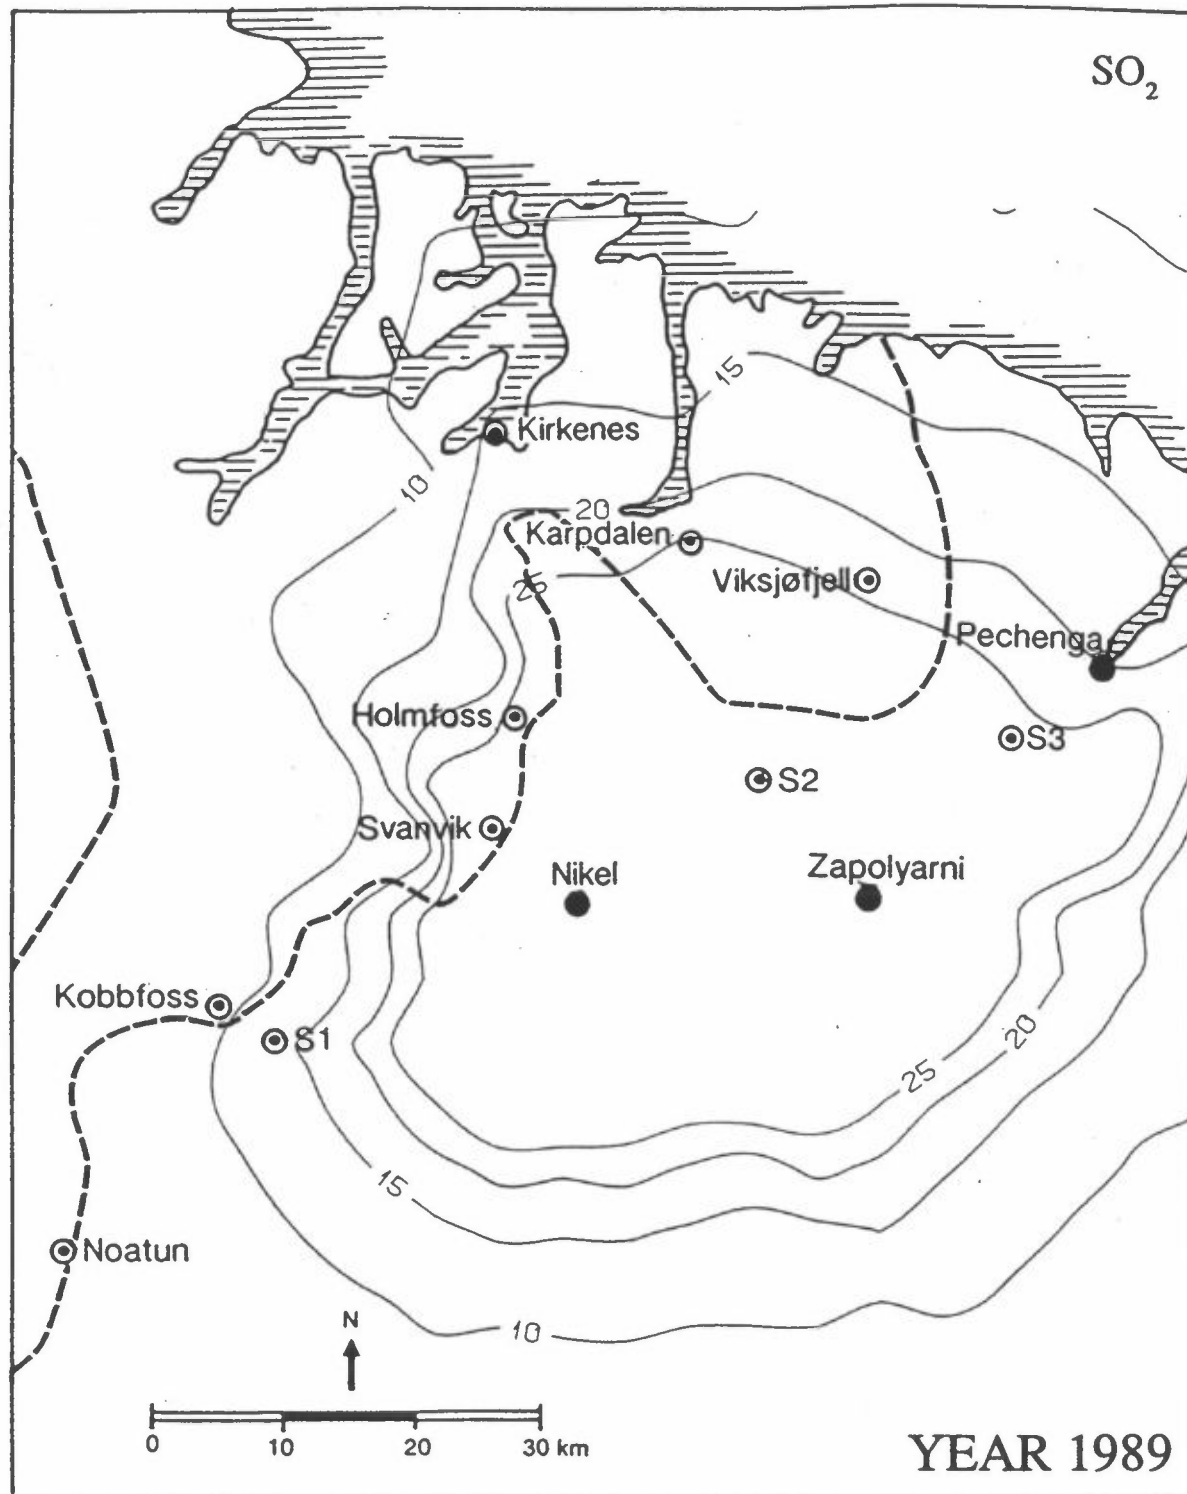 SO₂
15
Kirkenes
10
20
Karpdalen
25
Viksjøfjell
Pechenga
Holmfoss
S3
S2
Svanvik
Nikel
Zapolyarni
Kobbfoss
S1
20
25
15
Noatun
10
N
0 10 20 30 km
YEAR 1989